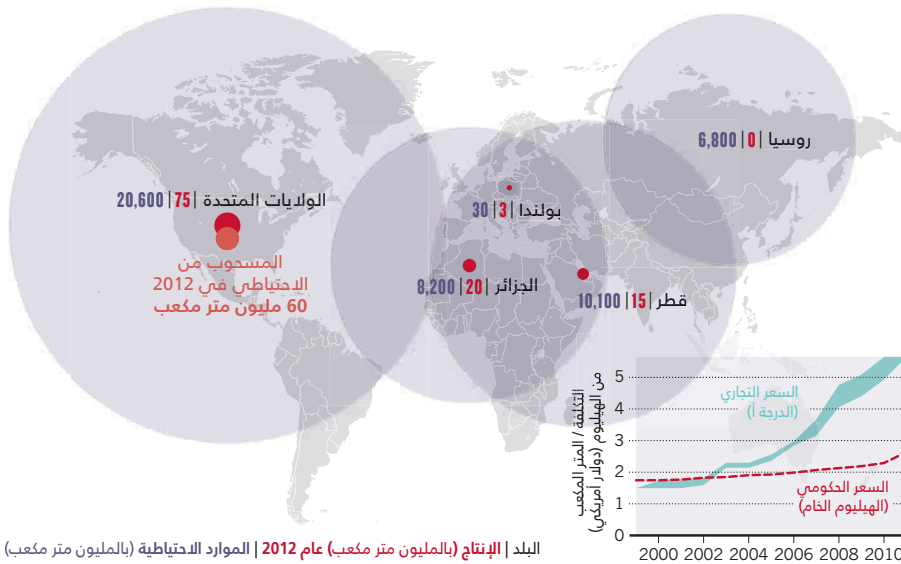 روسيا | 0 | 6,800
الولايات المتحدة | 75 | 20,600
بولندا | 3 | 30
المسحوب من
الاحتياطي في 2012
60 مليون متر مكعب
الجزائر | 20 | 8,200
قطر | 15 | 10,100
التكلفة / المتر المكعب
من الهيليوم (دولار أمريكي)
5
4
3
2
1
0
السعر التجاري
(الدرجة أ)
السعر الحكومي
(الهيليوم الخام)
2000 2002 2004 2006 2008 2010
البلد | الإنتاج (بالمليون متر مكعب) عام 2012 | الموارد الاحتياطية (بالمليون متر مكعب)